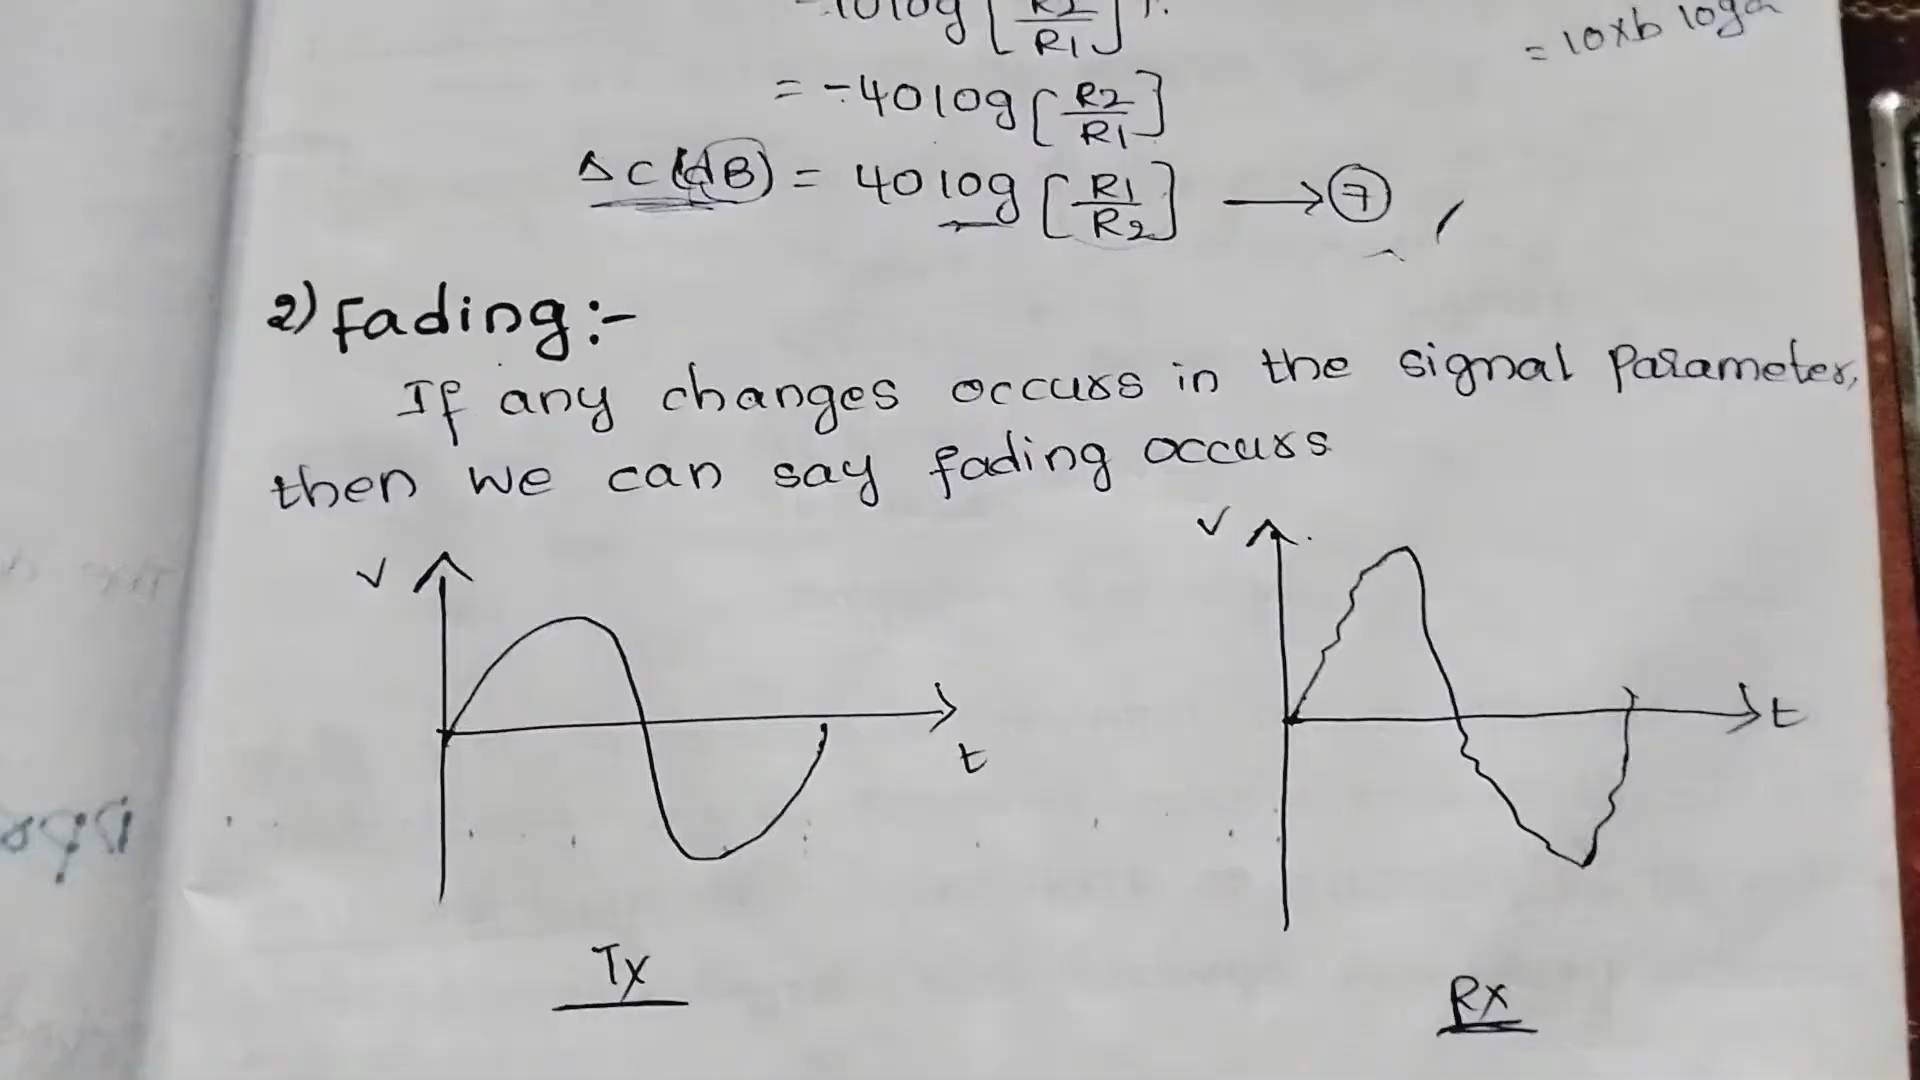 = 10×b log a
= -40 log [R2/R1]
ΔC(dB) = 40 log [R1/R2] → 7
2) Fading:-
If any changes occurs in the signal Parameter,
then we can say fading occurs
V
V
t
t
Tx
Rx